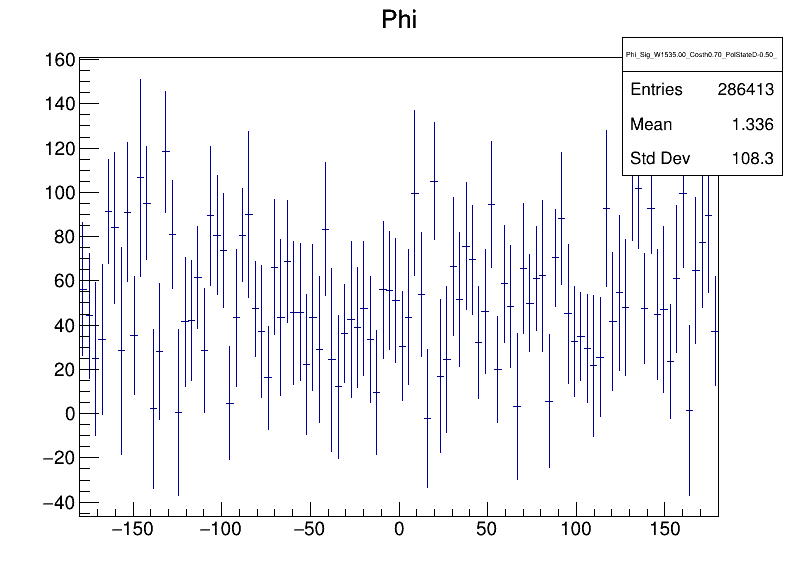 Phi
Phi_Sig_W1535.00_Costh0.70_PolStateD-0.50_
Entries 286413
Mean 1.336
Std Dev 108.3
160
140
120
100
80
60
40
20
0
−20
−40
−150 −100 −50 0 50 100 150